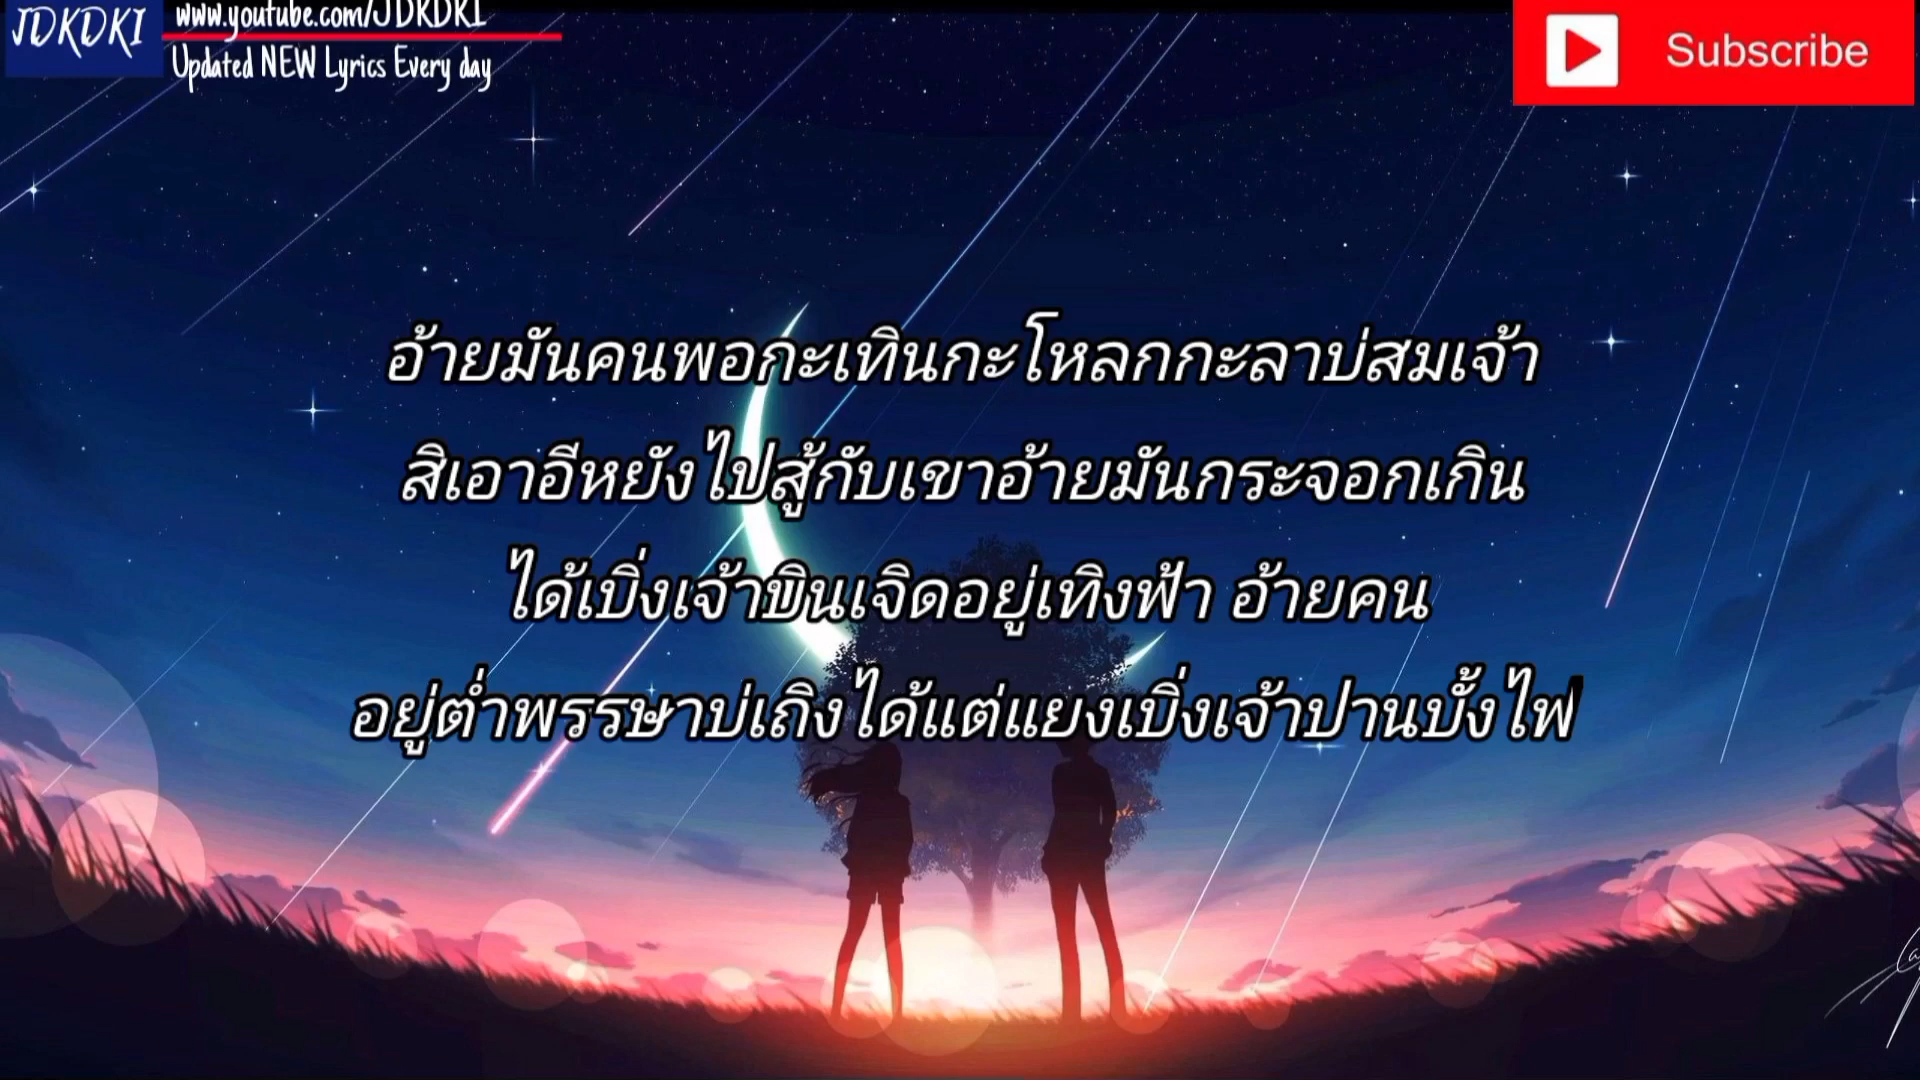 JDKDKI
www.youtube.com/JDKDKI
Updated NEW Lyrics Every day
Subscribe
อ้ายมันคนพอกะเทินกะโหลกกะลาบ่สมเจ้า
สิเอาอีหยังไปสู้กับเขาอ้ายมันกระจอกเกิน
ได้เบิ่งเจ้าขินเจิดอยู่เทิงฟ้า อ้ายคน
อยู่ต่ำพรรษาบ่เถิงได้แต่แยงเบิ่งเจ้าปานบั้งไฟ